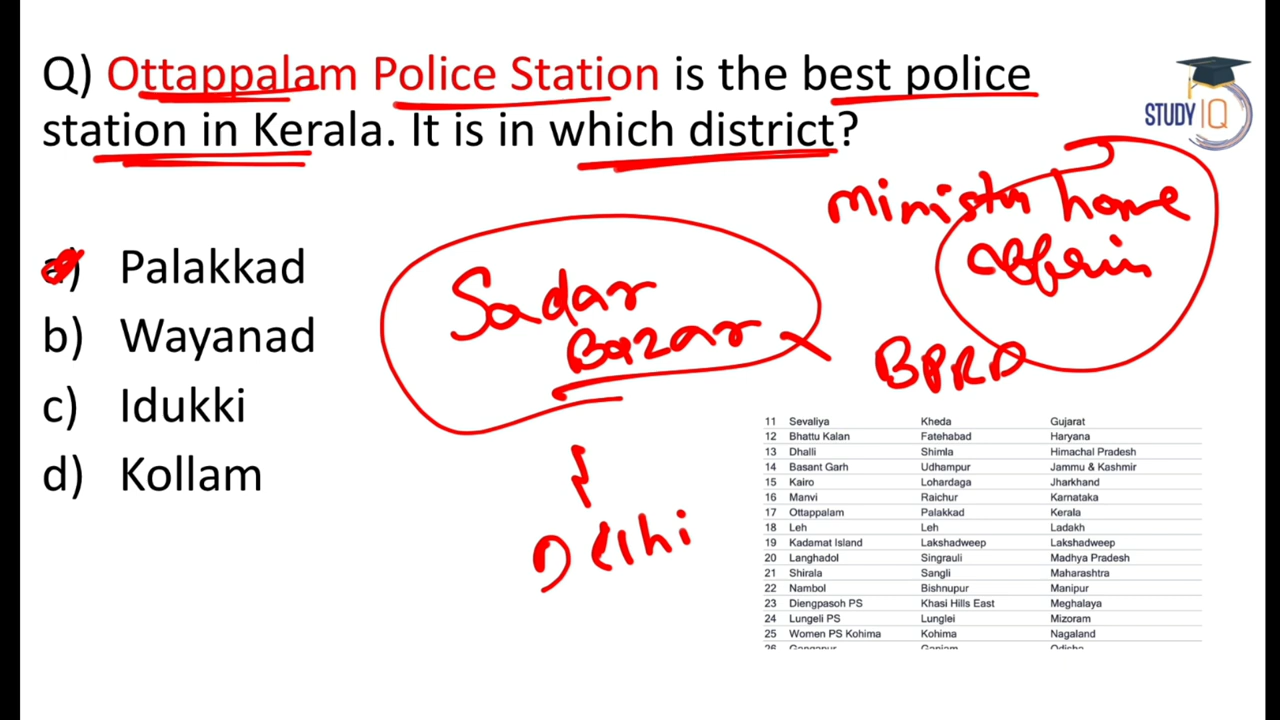 Q) Ottappalam Police Station is the best police
station in Kerala. It is in which district?
STUDY IQ
a) Palakkad
b) Wayanad
c) Idukki
d) Kollam
Ministry home
Affairs
Sadar
Bazar
BPRD
Delhi
11 Sevaliya Kheda Gujarat
12 Bhattu Kalan Fatehabad Haryana
13 Dhalli Shimla Himachal Pradesh
14 Basant Garh Udhampur Jammu & Kashmir
15 Kairo Lohardaga Jharkhand
16 Manvi Raichur Karnataka
17 Ottappalam Palakkad Kerala
18 Leh Leh Ladakh
19 Kadamat Island Lakshadweep Lakshadweep
20 Langhadol Singrauli Madhya Pradesh
21 Shirala Sangli Maharashtra
22 Nambol Bishnupur Manipur
23 Diengpasoh PS Khasi Hills East Meghalaya
24 Lungeli PS Lunglei Mizoram
25 Women PS Kohima Kohima Nagaland